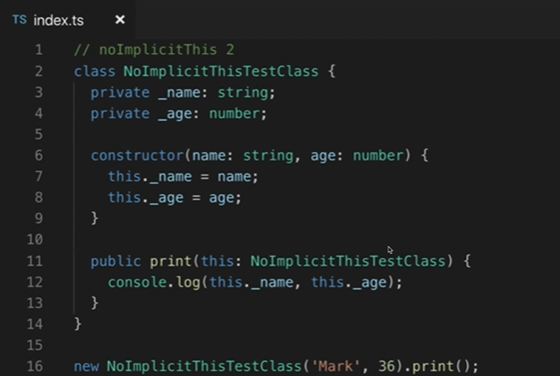 TS index.ts ×
1 // noImplicitThis 2
2 class NoImplicitThisTestClass {
3   private _name: string;
4   private _age: number;
5
6   constructor(name: string, age: number) {
7     this._name = name;
8     this._age = age;
9   }
10
11   public print(this: NoImplicitThisTestClass) {
12     console.log(this._name, this._age);
13   }
14 }
15
16 new NoImplicitThisTestClass('Mark', 36).print();